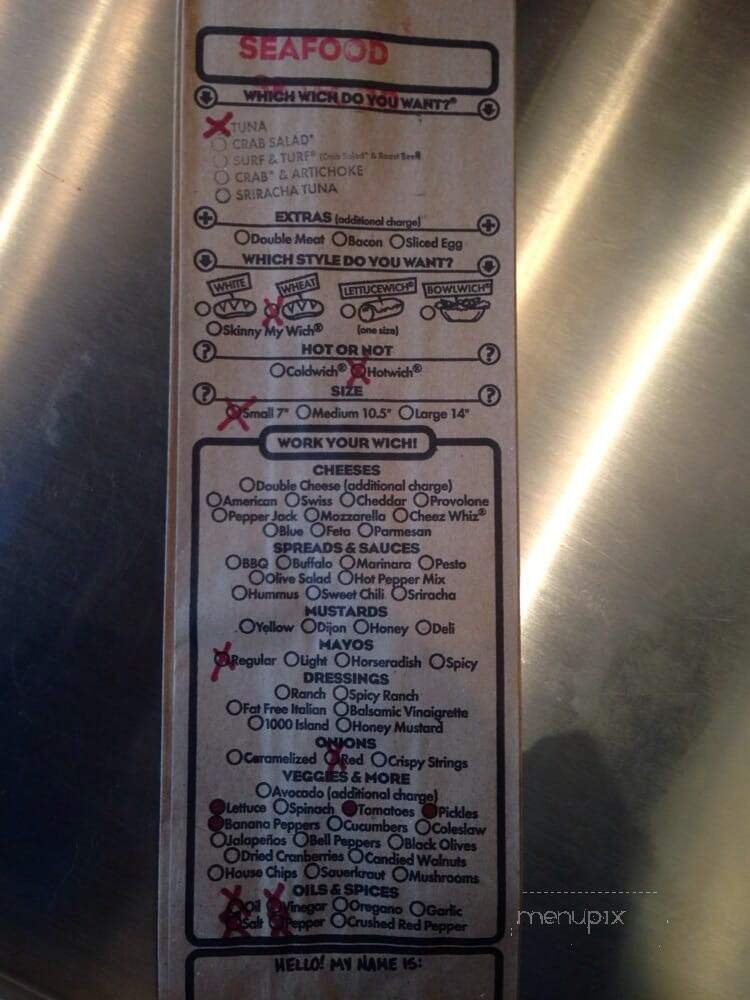 SEAFOOD
WHICH WICH DO YOU WANT?®
TUNA
CRAB SALAD*
SURF & TURF® (Crab Salad* & Roast Beef)
CRAB* & ARTICHOKE
SRIRACHA TUNA
EXTRAS (additional charge)
Double Meat Bacon Sliced Egg
WHICH STYLE DO YOU WANT?
WHITE WHEAT LETTUCEWICH® BOWLWICH®
Skinny My Wich® (one size)
HOT OR NOT
Coldwich® Hotwich®
SIZE
Small 7" Medium 10.5" Large 14"
WORK YOUR WICH!
CHEESES
Double Cheese (additional charge)
American Swiss Cheddar Provolone
Pepper Jack Mozzarella Cheez Whiz®
Blue Feta Parmesan
SPREADS & SAUCES
BBQ Buffalo Marinara Pesto
Olive Salad Hot Pepper Mix
Hummus Sweet Chili Sriracha
MUSTARDS
Yellow Dijon Honey Deli
MAYOS
Regular Light Horseradish Spicy
DRESSINGS
Ranch Spicy Ranch
Fat Free Italian Balsamic Vinaigrette
1000 Island Honey Mustard
ONIONS
Caramelized Red Crispy Strings
VEGGIES & MORE
Avocado (additional charge)
Lettuce Spinach Tomatoes Pickles
Banana Peppers Cucumbers Coleslaw
Jalapeños Bell Peppers Black Olives
Dried Cranberries Candied Walnuts
House Chips Sauerkraut Mushrooms
OILS & SPICES
Oil Vinegar Oregano Garlic
Salt Pepper Crushed Red Pepper
HELLO! MY NAME IS:
menupix